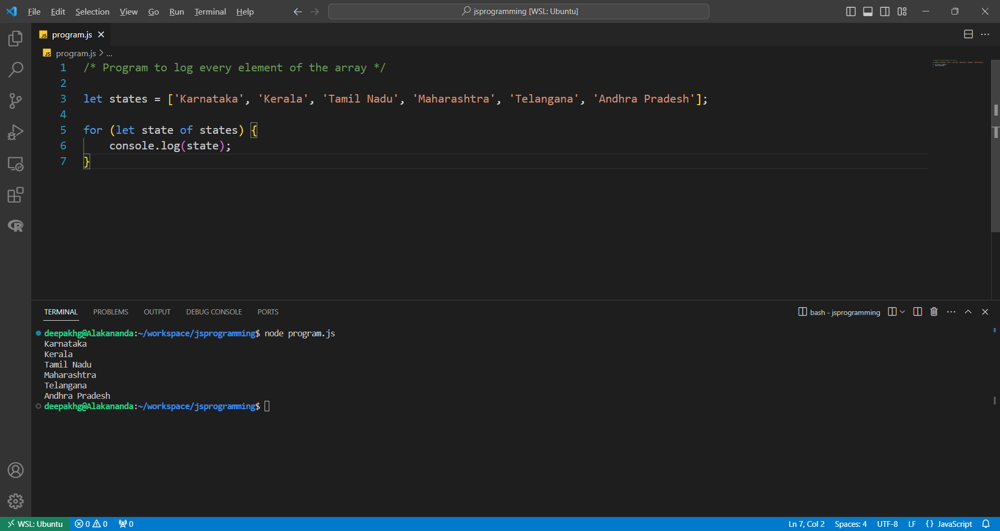 File Edit Selection View Go Run Terminal Help jsprogramming [WSL: Ubuntu]
JS program.js
JS program.js > ...
1 /* Program to log every element of the array */
2
3 let states = ['Karnataka', 'Kerala', 'Tamil Nadu', 'Maharashtra', 'Telangana', 'Andhra Pradesh'];
4
5 for (let state of states) {
6     console.log(state);
7 }
TERMINAL PROBLEMS OUTPUT DEBUG CONSOLE PORTS bash - jsprogramming
deepakhg@Alakananda:~/workspace/jsprogramming$ node program.js
Karnataka
Kerala
Tamil Nadu
Maharashtra
Telangana
Andhra Pradesh
deepakhg@Alakananda:~/workspace/jsprogramming$
WSL: Ubuntu 0 0 0 Ln 7, Col 2 Spaces: 4 UTF-8 LF {} JavaScript